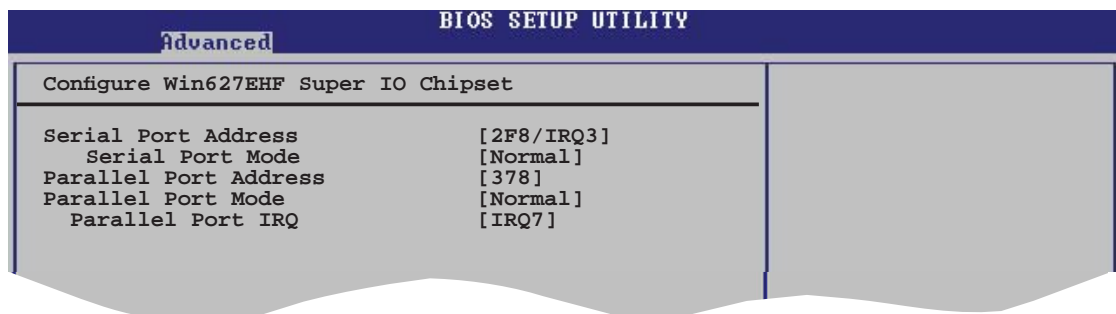 BIOS SETUP UTILITY
Advanced
Configure Win627EHF Super IO Chipset
Serial Port Address [2F8/IRQ3]
Serial Port Mode [Normal]
Parallel Port Address [378]
Parallel Port Mode [Normal]
Parallel Port IRQ [IRQ7]